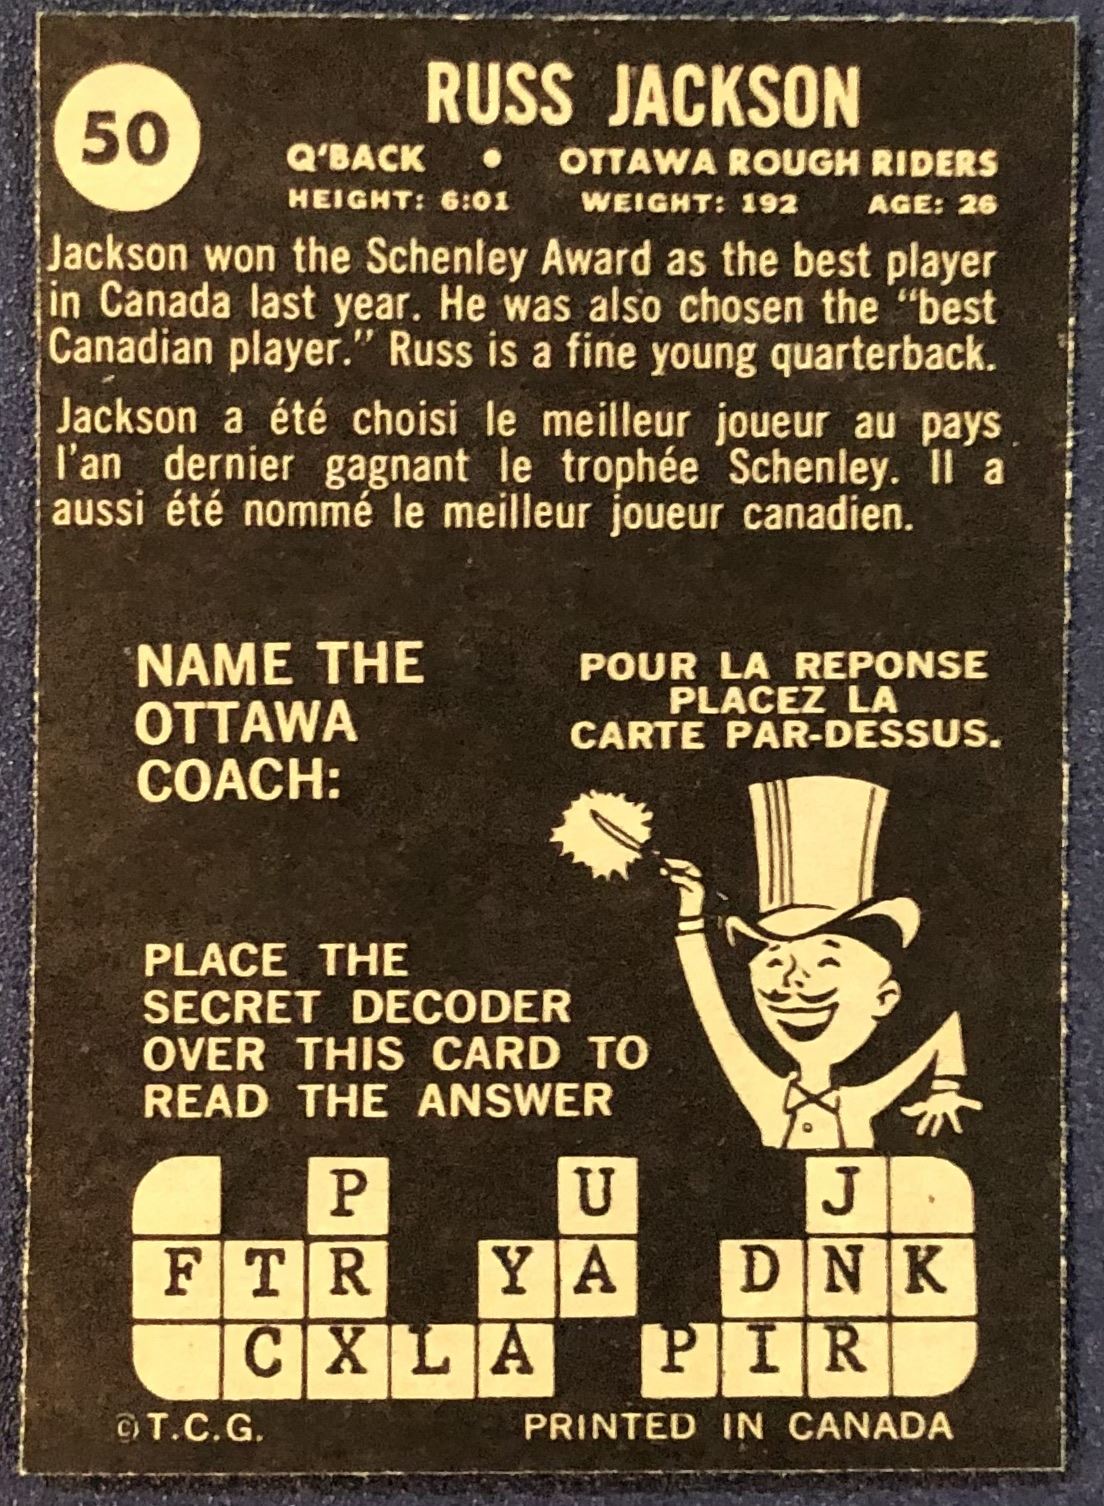 50
RUSS JACKSON
Q'BACK • OTTAWA ROUGH RIDERS
HEIGHT: 6:01 WEIGHT: 192 AGE: 26
Jackson won the Schenley Award as the best player
in Canada last year. He was also chosen the "best
Canadian player." Russ is a fine young quarterback.
Jackson a été choisi le meilleur joueur au pays
l'an dernier gagnant le trophée Schenley. Il a
aussi été nommé le meilleur joueur canadien.
NAME THE
OTTAWA
COACH:
POUR LA REPONSE
PLACEZ LA
CARTE PAR-DESSUS.
PLACE THE
SECRET DECODER
OVER THIS CARD TO
READ THE ANSWER
P U J
F T R Y A D N K
C X L A P I R
© T.C.G. PRINTED IN CANADA